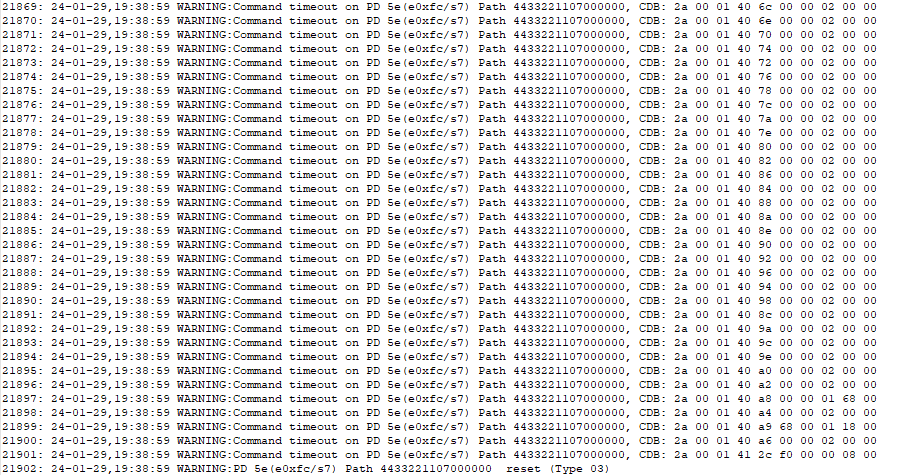 21869: 24-01-29,19:38:59 WARNING:Command timeout on PD 5e(e0xfc/s7) Path 4433221107000000, CDB: 2a 00 01 40 6c 00 00 02 00 00
21870: 24-01-29,19:38:59 WARNING:Command timeout on PD 5e(e0xfc/s7) Path 4433221107000000, CDB: 2a 00 01 40 6e 00 00 02 00 00
21871: 24-01-29,19:38:59 WARNING:Command timeout on PD 5e(e0xfc/s7) Path 4433221107000000, CDB: 2a 00 01 40 70 00 00 02 00 00
21872: 24-01-29,19:38:59 WARNING:Command timeout on PD 5e(e0xfc/s7) Path 4433221107000000, CDB: 2a 00 01 40 74 00 00 02 00 00
21873: 24-01-29,19:38:59 WARNING:Command timeout on PD 5e(e0xfc/s7) Path 4433221107000000, CDB: 2a 00 01 40 72 00 00 02 00 00
21874: 24-01-29,19:38:59 WARNING:Command timeout on PD 5e(e0xfc/s7) Path 4433221107000000, CDB: 2a 00 01 40 76 00 00 02 00 00
21875: 24-01-29,19:38:59 WARNING:Command timeout on PD 5e(e0xfc/s7) Path 4433221107000000, CDB: 2a 00 01 40 78 00 00 02 00 00
21876: 24-01-29,19:38:59 WARNING:Command timeout on PD 5e(e0xfc/s7) Path 4433221107000000, CDB: 2a 00 01 40 7c 00 00 02 00 00
21877: 24-01-29,19:38:59 WARNING:Command timeout on PD 5e(e0xfc/s7) Path 4433221107000000, CDB: 2a 00 01 40 7a 00 00 02 00 00
21878: 24-01-29,19:38:59 WARNING:Command timeout on PD 5e(e0xfc/s7) Path 4433221107000000, CDB: 2a 00 01 40 7e 00 00 02 00 00
21879: 24-01-29,19:38:59 WARNING:Command timeout on PD 5e(e0xfc/s7) Path 4433221107000000, CDB: 2a 00 01 40 80 00 00 02 00 00
21880: 24-01-29,19:38:59 WARNING:Command timeout on PD 5e(e0xfc/s7) Path 4433221107000000, CDB: 2a 00 01 40 82 00 00 02 00 00
21881: 24-01-29,19:38:59 WARNING:Command timeout on PD 5e(e0xfc/s7) Path 4433221107000000, CDB: 2a 00 01 40 86 00 00 02 00 00
21882: 24-01-29,19:38:59 WARNING:Command timeout on PD 5e(e0xfc/s7) Path 4433221107000000, CDB: 2a 00 01 40 84 00 00 02 00 00
21883: 24-01-29,19:38:59 WARNING:Command timeout on PD 5e(e0xfc/s7) Path 4433221107000000, CDB: 2a 00 01 40 88 00 00 02 00 00
21884: 24-01-29,19:38:59 WARNING:Command timeout on PD 5e(e0xfc/s7) Path 4433221107000000, CDB: 2a 00 01 40 8a 00 00 02 00 00
21885: 24-01-29,19:38:59 WARNING:Command timeout on PD 5e(e0xfc/s7) Path 4433221107000000, CDB: 2a 00 01 40 8e 00 00 02 00 00
21886: 24-01-29,19:38:59 WARNING:Command timeout on PD 5e(e0xfc/s7) Path 4433221107000000, CDB: 2a 00 01 40 90 00 00 02 00 00
21887: 24-01-29,19:38:59 WARNING:Command timeout on PD 5e(e0xfc/s7) Path 4433221107000000, CDB: 2a 00 01 40 92 00 00 02 00 00
21888: 24-01-29,19:38:59 WARNING:Command timeout on PD 5e(e0xfc/s7) Path 4433221107000000, CDB: 2a 00 01 40 96 00 00 02 00 00
21889: 24-01-29,19:38:59 WARNING:Command timeout on PD 5e(e0xfc/s7) Path 4433221107000000, CDB: 2a 00 01 40 94 00 00 02 00 00
21890: 24-01-29,19:38:59 WARNING:Command timeout on PD 5e(e0xfc/s7) Path 4433221107000000, CDB: 2a 00 01 40 98 00 00 02 00 00
21891: 24-01-29,19:38:59 WARNING:Command timeout on PD 5e(e0xfc/s7) Path 4433221107000000, CDB: 2a 00 01 40 8c 00 00 02 00 00
21892: 24-01-29,19:38:59 WARNING:Command timeout on PD 5e(e0xfc/s7) Path 4433221107000000, CDB: 2a 00 01 40 9a 00 00 02 00 00
21893: 24-01-29,19:38:59 WARNING:Command timeout on PD 5e(e0xfc/s7) Path 4433221107000000, CDB: 2a 00 01 40 9c 00 00 02 00 00
21894: 24-01-29,19:38:59 WARNING:Command timeout on PD 5e(e0xfc/s7) Path 4433221107000000, CDB: 2a 00 01 40 9e 00 00 02 00 00
21895: 24-01-29,19:38:59 WARNING:Command timeout on PD 5e(e0xfc/s7) Path 4433221107000000, CDB: 2a 00 01 40 a0 00 00 02 00 00
21896: 24-01-29,19:38:59 WARNING:Command timeout on PD 5e(e0xfc/s7) Path 4433221107000000, CDB: 2a 00 01 40 a2 00 00 02 00 00
21897: 24-01-29,19:38:59 WARNING:Command timeout on PD 5e(e0xfc/s7) Path 4433221107000000, CDB: 2a 00 01 40 a8 00 00 01 68 00
21898: 24-01-29,19:38:59 WARNING:Command timeout on PD 5e(e0xfc/s7) Path 4433221107000000, CDB: 2a 00 01 40 a4 00 00 02 00 00
21899: 24-01-29,19:38:59 WARNING:Command timeout on PD 5e(e0xfc/s7) Path 4433221107000000, CDB: 2a 00 01 40 a9 68 00 01 18 00
21900: 24-01-29,19:38:59 WARNING:Command timeout on PD 5e(e0xfc/s7) Path 4433221107000000, CDB: 2a 00 01 40 a6 00 00 02 00 00
21901: 24-01-29,19:38:59 WARNING:Command timeout on PD 5e(e0xfc/s7) Path 4433221107000000, CDB: 2a 00 01 41 2c f0 00 00 08 00
21902: 24-01-29,19:38:59 WARNING:PD 5e(e0xfc/s7) Path 4433221107000000  reset (Type 03)